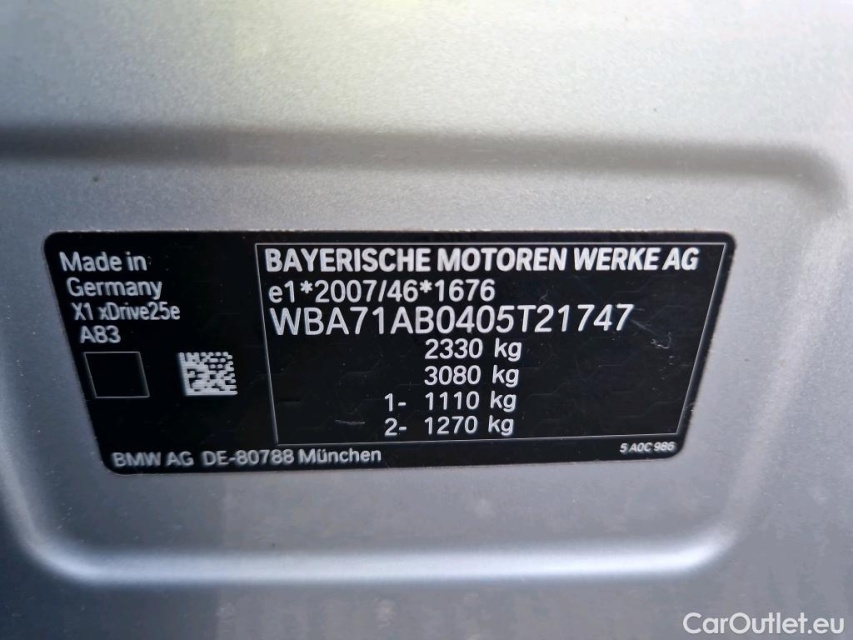 Made in
Germany
X1 xDrive25e
A83
BAYERISCHE MOTOREN WERKE AG
e1*2007/46*1676
WBA71AB0405T21747
2330 kg
3080 kg
1- 1110 kg
2- 1270 kg
BMW AG DE-80788 München
5 A0C 986
CarOutlet.eu